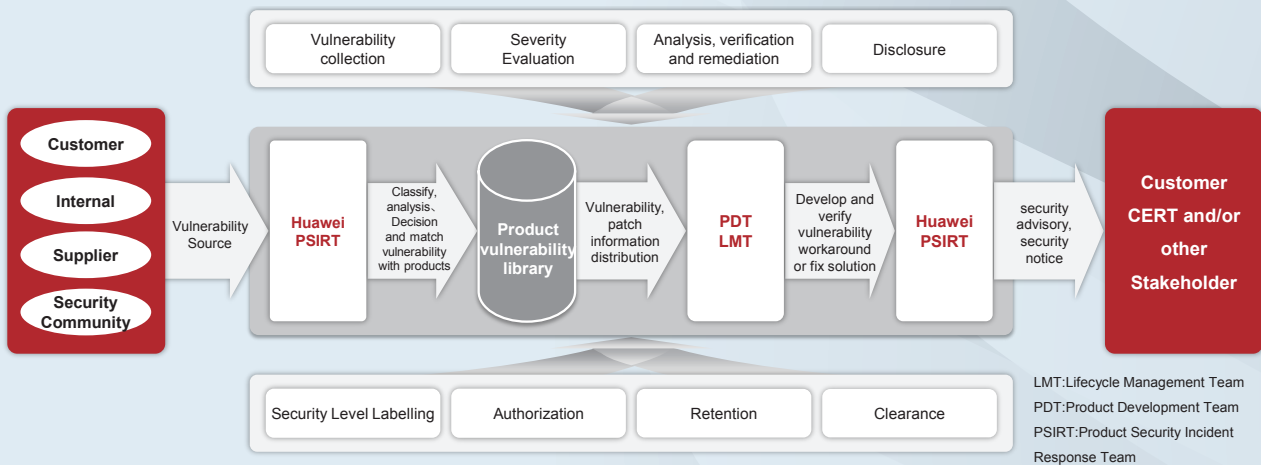 Vulnerability
collection
Severity
Evaluation
Analysis, verification
and remediation
Disclosure
Customer
Internal
Supplier
Security
Community
Vulnerability
Source
Huawei
PSIRT
Classify,
analysis、
Decision
and match
vulnerability
with products
Product
vulnerability
library
Vulnerability,
patch
information
distribution
PDT
LMT
Develop and
verify
vulnerability
workaround
or fix solution
Huawei
PSIRT
security
advisory,
security
notice
Customer
CERT and/or
other
Stakeholder
Security Level Labelling
Authorization
Retention
Clearance
LMT:Lifecycle Management Team
PDT:Product Development Team
PSIRT:Product Security Incident
Response Team